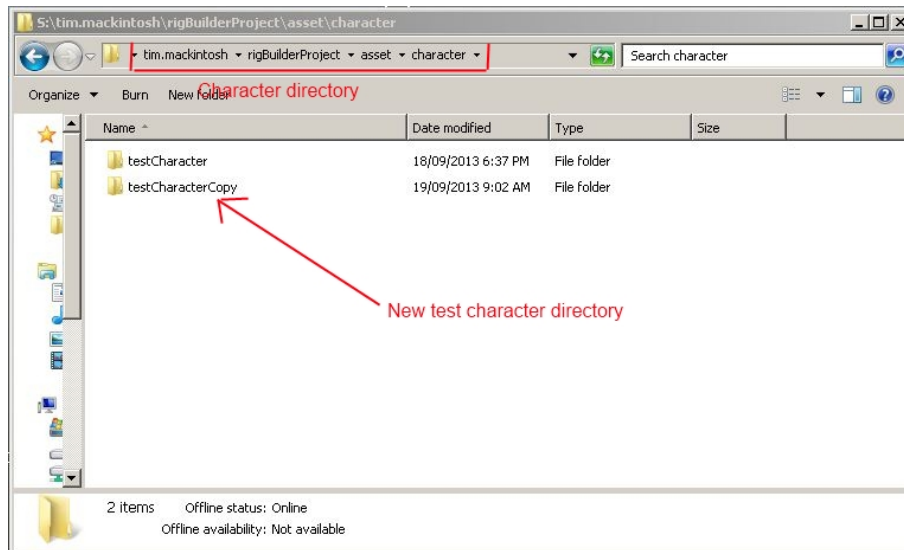 S:\tim.mackintosh\rigBuilderProject\asset\character
tim.mackintosh rigBuilderProject asset character
Search character
Organize Burn New folder
Character directory
Name Date modified Type Size
testCharacter 18/09/2013 6:37 PM File folder
testCharacterCopy 19/09/2013 9:02 AM File folder
New test character directory
2 items Offline status: Online
Offline availability: Not available